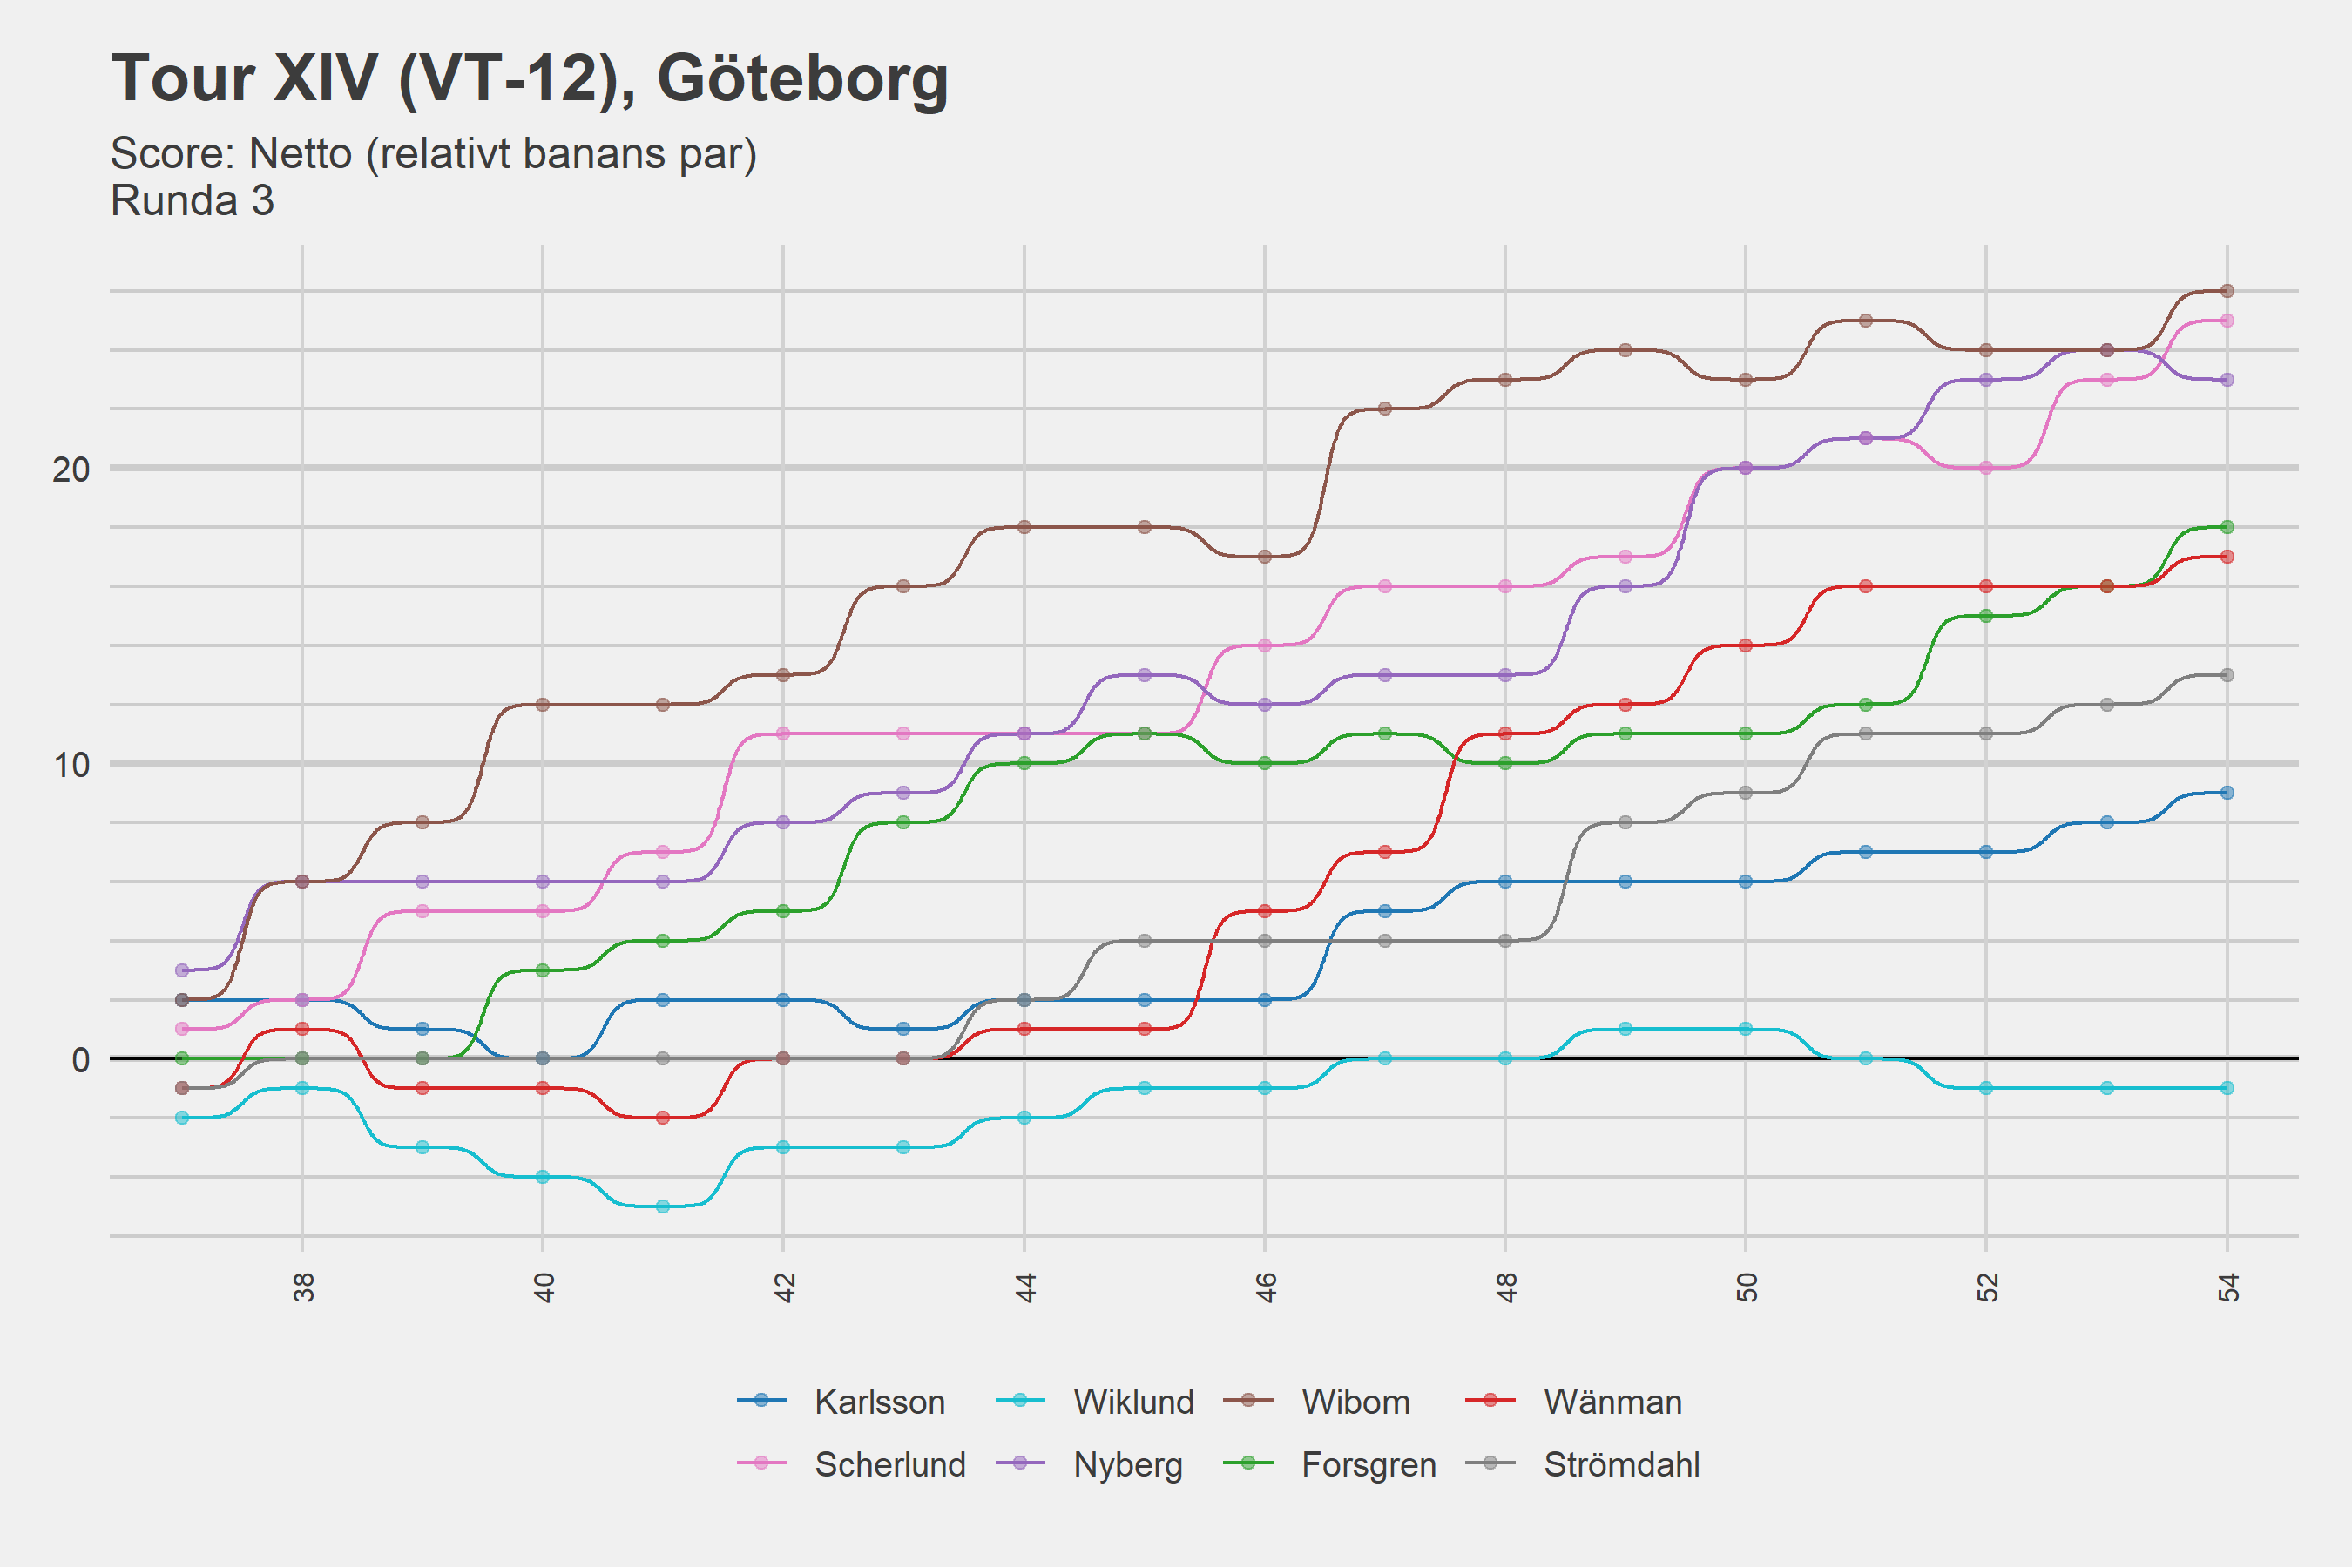 Tour XIV (VT-12), Göteborg
Score: Netto (relativt banans par)
Runda 3
20
10
0
38 40 42 44 46 48 50 52 54
Karlsson Wiklund Wibom Wänman
Scherlund Nyberg Forsgren Strömdahl